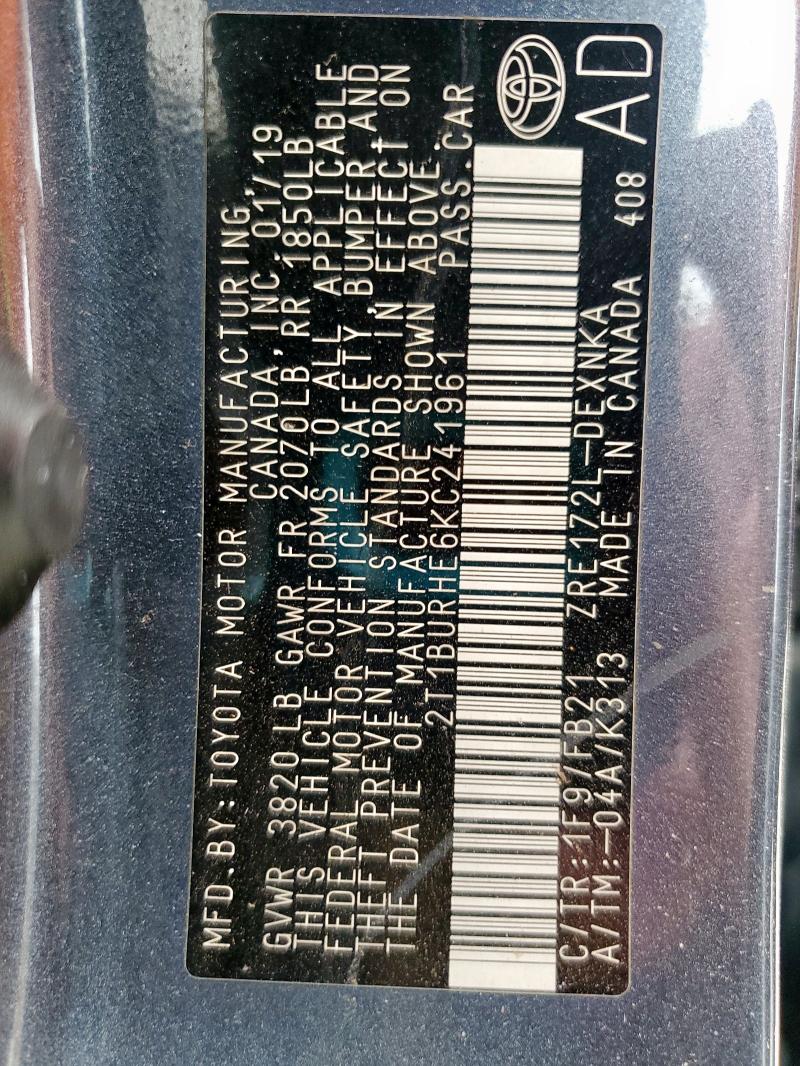 MFD.BY:TOYOTA MOTOR MANUFACTURING
CANADA, INC. 01/19
GVWR 3820 LB GAWR FR 2070LB, RR 1850LB
THIS VEHICLE CONFORMS TO ALL APPLICABLE
FEDERAL MOTOR VEHICLE SAFETY, BUMPER, AND
THEFT PREVENTION STANDARDS IN EFFECT ON
THE DATE OF MANUFACTURE SHOWN ABOVE.
2T1BURHE6KC241961 PASS.CAR
C/TR:1F9/FB21 ZRE172L-DEXNKA
A/TM:-04A/K313 MADE IN CANADA 408
AD